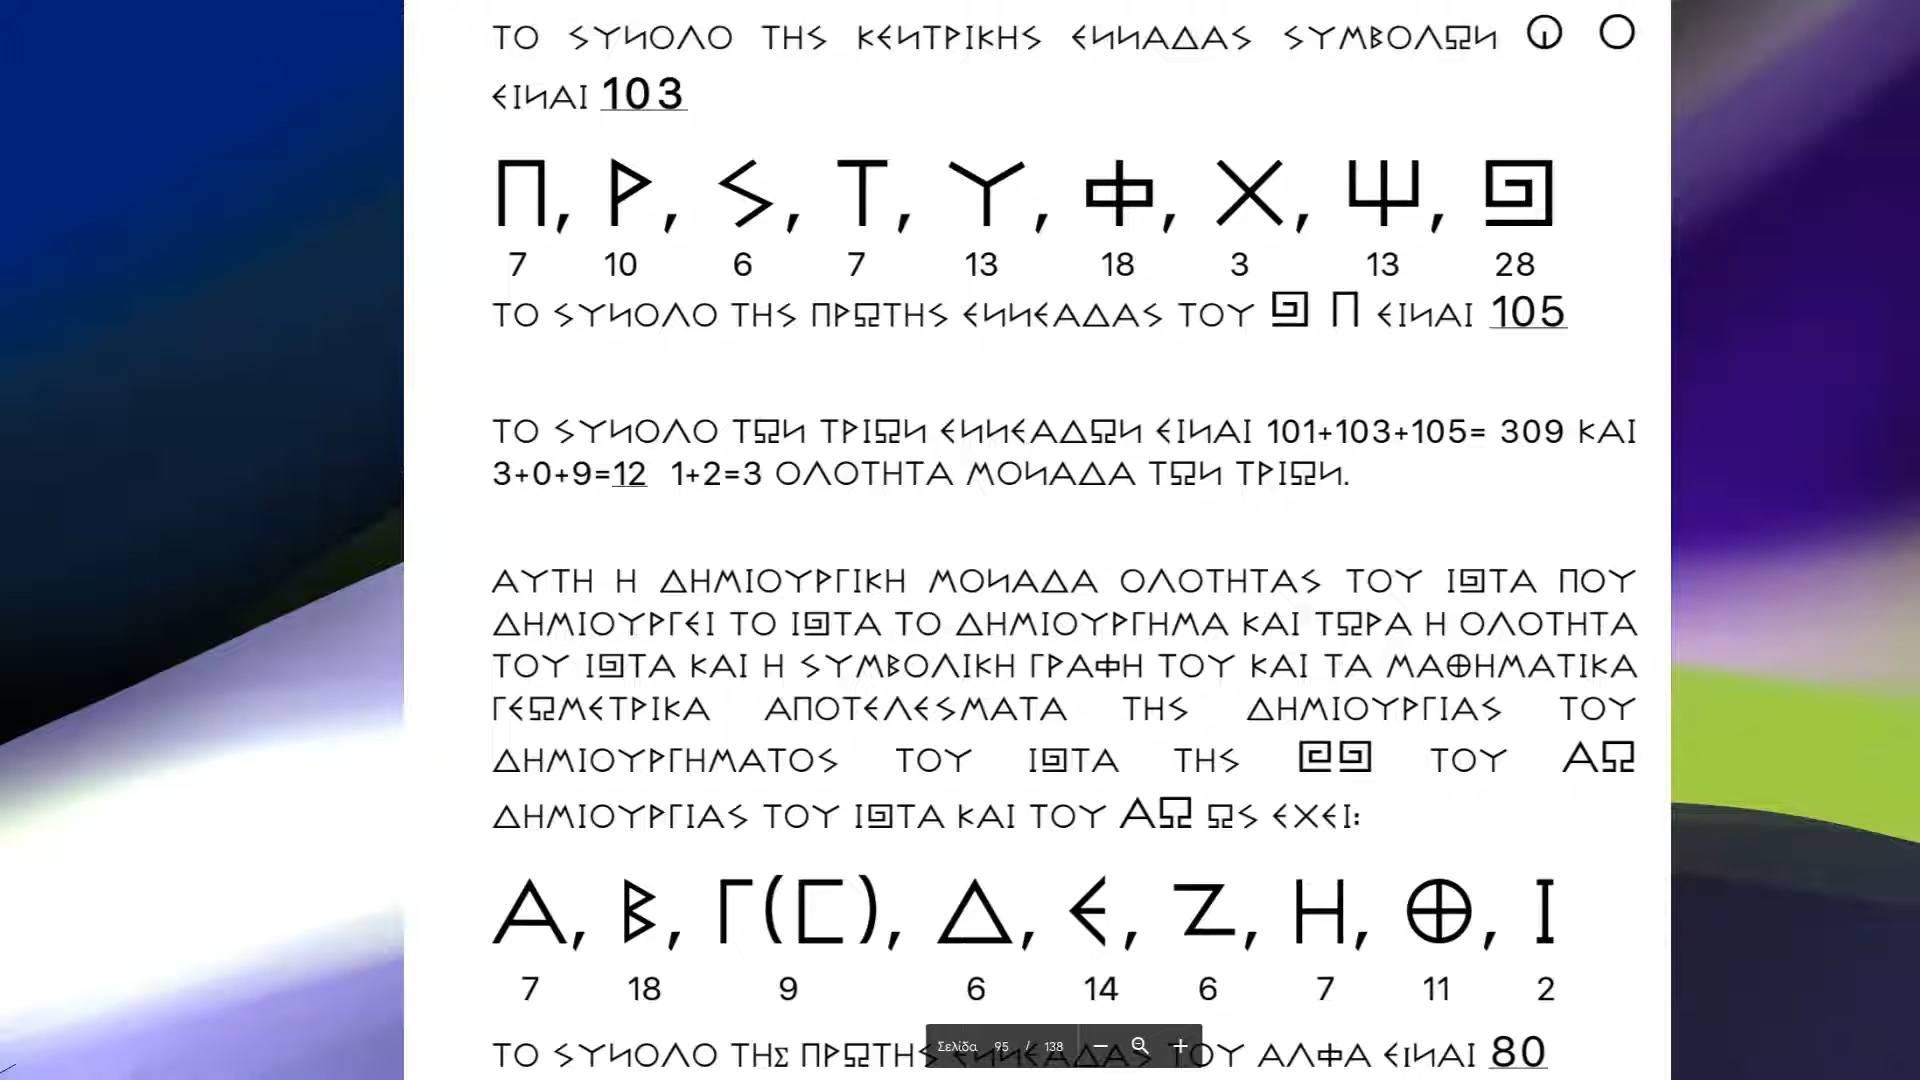 ΤΟ ΣΥΝΟΛΟ ΤΗΣ ΚΕΝΤΡΙΚΗΣ ΕΝΝΑΔΑΣ ΣΥΜΒΟΛΩΝ Ⴔ Ο
ΕΙΝΑΙ 103
Π, Ρ, Σ, Τ, Υ, Φ, Χ, Ψ, Ω
7 10 6 7 13 18 3 13 28
ΤΟ ΣΥΝΟΛΟ ΤΗΣ ΠΡΩΤΗΣ ΕΝΝΕΑΔΑΣ ΤΟΥ Ω Π ΕΙΝΑΙ 105
ΤΟ ΣΥΝΟΛΟ ΤΩΝ ΤΡΙΩΝ ΕΝΝΕΑΔΩΝ ΕΙΝΑΙ 101+103+105= 309 ΚΑΙ
3+0+9=12 1+2=3 ΟΛΟΤΗΤΑ ΜΟΝΑΔΑ ΤΩΝ ΤΡΙΩΝ.
ΑΥΤΗ Η ΔΗΜΙΟΥΡΓΙΚΗ ΜΟΝΑΔΑ ΟΛΟΤΗΤΑΣ ΤΟΥ ΙΩΤΑ ΠΟΥ
ΔΗΜΙΟΥΡΓΕΙ ΤΟ ΙΩΤΑ ΤΟ ΔΗΜΙΟΥΡΓΗΜΑ ΚΑΙ ΤΩΡΑ Η ΟΛΟΤΗΤΑ
ΤΟΥ ΙΩΤΑ ΚΑΙ Η ΣΥΜΒΟΛΙΚΗ ΓΡΑΦΗ ΤΟΥ ΚΑΙ ΤΑ ΜΑΘΗΜΑΤΙΚΑ
ΓΕΩΜΕΤΡΙΚΑ ΑΠΟΤΕΛΕΣΜΑΤΑ ΤΗΣ ΔΗΜΙΟΥΡΓΙΑΣ ΤΟΥ
ΔΗΜΙΟΥΡΓΗΜΑΤΟΣ ΤΟΥ ΙΩΤΑ ΤΗΣ ΤΟΥ ΑΩ
ΔΗΜΙΟΥΡΓΙΑΣ ΤΟΥ ΙΩΤΑ ΚΑΙ ΤΟΥ ΑΩ ΩΣ ΕΧΕΙ:
Α, Β, Γ(C), Δ, Ε, Ζ, Η, Θ, Ι
7 18 9 6 14 6 7 11 2
ΤΟ ΣΥΝΟΛΟ ΤΗΣ ΠΡΩΤΗΣ ΕΝΝΕΑΔΑΣ ΤΟΥ ΑΛΦΑ ΕΙΝΑΙ 80
Σελίδα 95 / 138